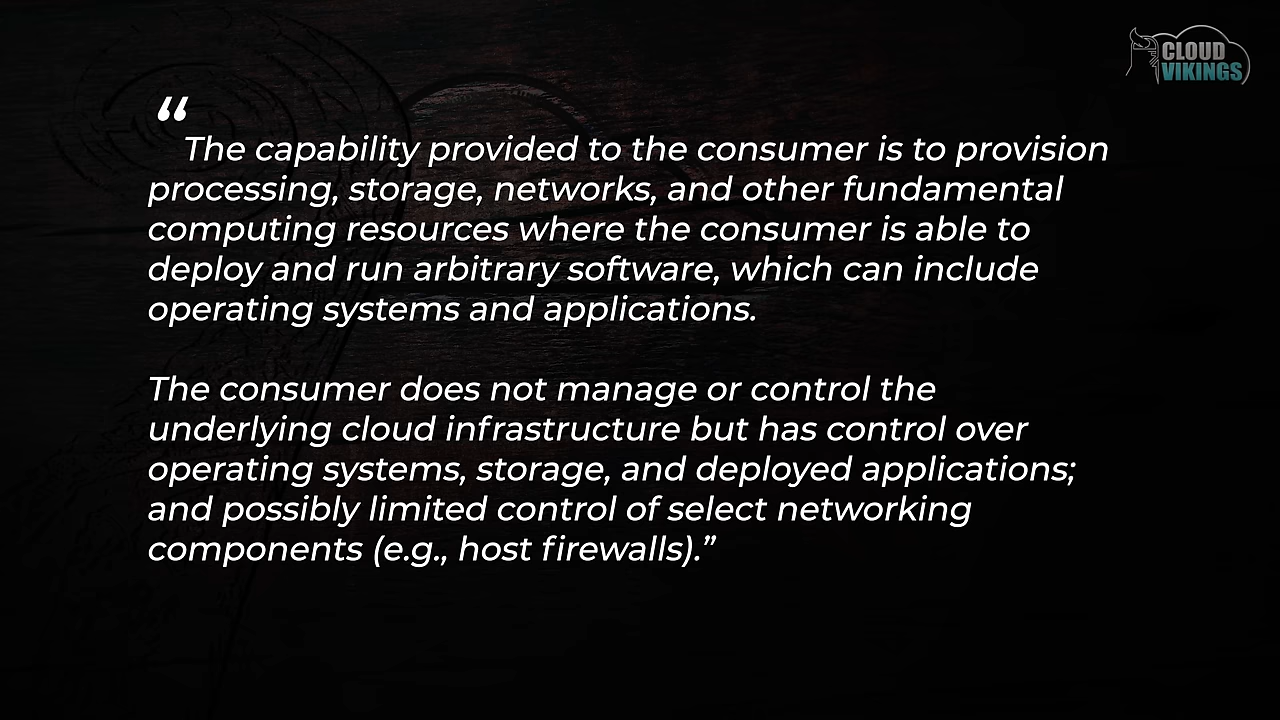 CLOUD
VIKINGS
“
The capability provided to the consumer is to provision
processing, storage, networks, and other fundamental
computing resources where the consumer is able to
deploy and run arbitrary software, which can include
operating systems and applications.
The consumer does not manage or control the
underlying cloud infrastructure but has control over
operating systems, storage, and deployed applications;
and possibly limited control of select networking
components (e.g., host firewalls).”